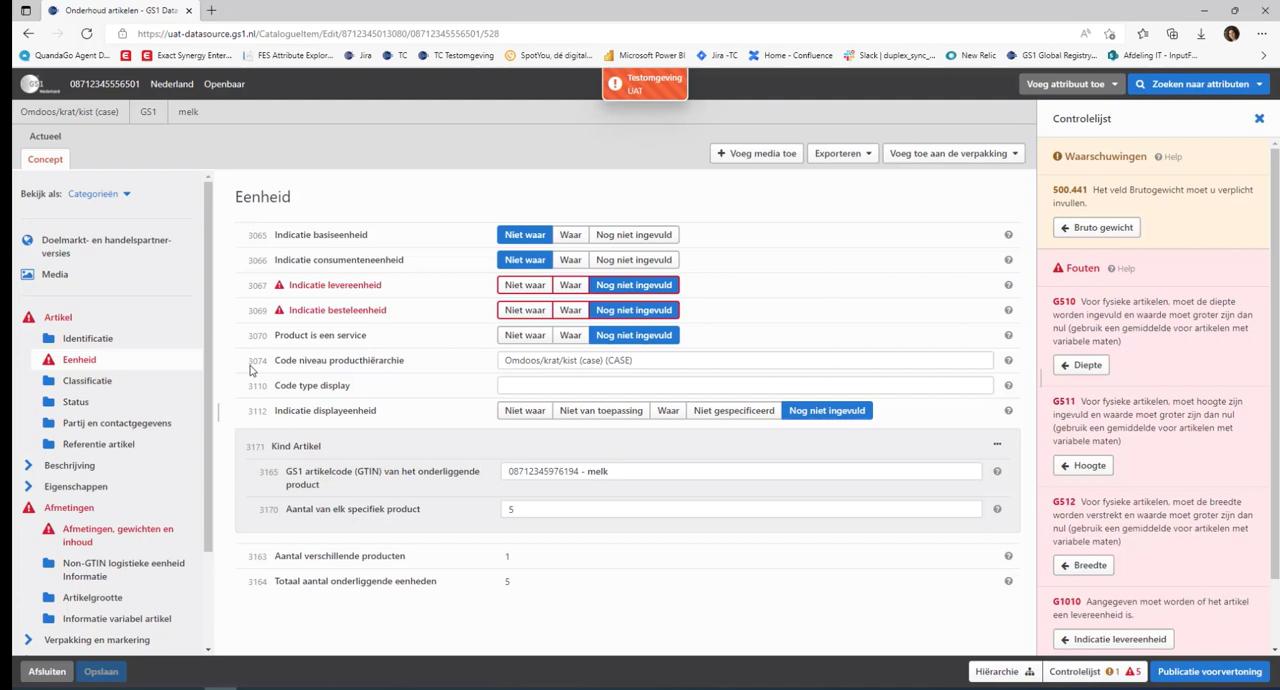 Onderhoud artikelen - GS1 Data
https://uat-datasource.gs1.nl/CatalogueItem/Edit/8712345013080/08712345556501/528
QuandaGo Agent D... Exact Synergy Enter... FES Attribute Explor... Jira TC TC Testomgeving SpotYou, dé digital... Microsoft Power BI Jira -TC Home - Confluence Slack | duplex_sync_... New Relic GS1 Global Registry... Afdeling IT - InputF...
GS1 Nederland 08712345556501 Nederland Openbaar
Testomgeving
UAT
Voeg attribuut toe Zoeken naar attributen
Omdoos/krat/kist (case) GS1 melk
Actueel
Concept
Voeg media toe Exporteren Voeg toe aan de verpakking
Bekijk als: Categorieën
Doelmarkt- en handelspartner-
versies
Media
Artikel
Identificatie
Eenheid
Classificatie
Status
Partij en contactgegevens
Referentie artikel
Beschrijving
Eigenschappen
Afmetingen
Afmetingen, gewichten en
inhoud
Non-GTIN logistieke eenheid
Informatie
Artikelgrootte
Informatie variabel artikel
Verpakking en markering
Eenheid
3065 Indicatie basiseenheid Niet waar Waar Nog niet ingevuld
3066 Indicatie consumenteneenheid Niet waar Waar Nog niet ingevuld
3067 Indicatie levereenheid Niet waar Waar Nog niet ingevuld
3069 Indicatie besteleenheid Niet waar Waar Nog niet ingevuld
3070 Product is een service Niet waar Waar Nog niet ingevuld
3074 Code niveau producthiërarchie Omdoos/krat/kist (case) (CASE)
3110 Code type display
3112 Indicatie displayeenheid Niet waar Niet van toepassing Waar Niet gespecificeerd Nog niet ingevuld
3171 Kind Artikel
3165 GS1 artikelcode (GTIN) van het onderliggende
product
08712345976194 - melk
3170 Aantal van elk specifiek product 5
3163 Aantal verschillende producten 1
3164 Totaal aantal onderliggende eenheden 5
Controlelijst
Waarschuwingen Help
500.441 Het veld Brutogewicht moet u verplicht
invullen.
Bruto gewicht
Fouten Help
G510 Voor fysieke artikelen, moet de diepte
worden ingevuld en waarde moet groter zijn dan
nul (gebruik een gemiddelde voor artikelen met
variabele maten)
Diepte
G511 Voor fysieke artikelen, moet hoogte zijn
ingevuld en waarde moet groter zijn dan nul
(gebruik een gemiddelde voor artikelen met
variabele maten)
Hoogte
G512 Voor fysieke artikelen, moet de breedte
worden verstrekt en waarde moet groter zijn dan
nul (gebruik een gemiddelde voor artikelen met
variabele maten)
Breedte
G1010 Aangegeven moet worden of het artikel
een levereenheid is.
Indicatie levereenheid
Afsluiten Opslaan
Hiërarchie Controlelijst 1 5 Publicatie voorvertoning